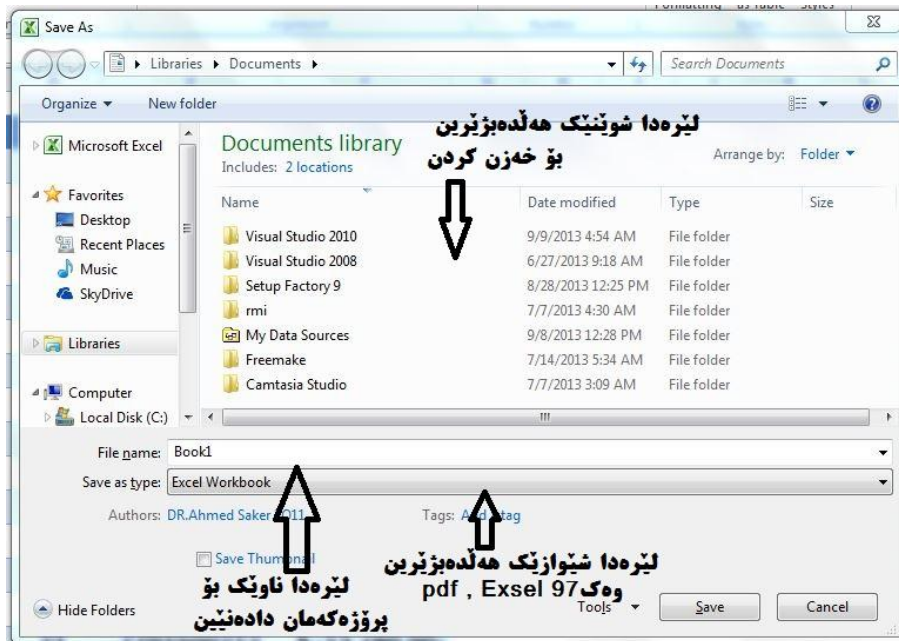 Formatting as Table Styles
Save As
Libraries Documents Search Documents
Organize New folder
Microsoft Excel
Favorites
Desktop
Recent Places
Music
SkyDrive
Libraries
Computer
Local Disk (C:)
Documents library
Includes: 2 locations
Arrange by: Folder
لێرەدا شوێنێک هەڵدەبژێرین
بۆ خەزن کردن
Name Date modified Type Size
Visual Studio 2010 9/9/2013 4:54 AM File folder
Visual Studio 2008 6/27/2013 9:18 AM File folder
Setup Factory 9 8/28/2013 12:25 PM File folder
rmi 7/7/2013 4:30 AM File folder
My Data Sources 9/8/2013 12:28 PM File folder
Freemake 7/14/2013 5:34 AM File folder
Camtasia Studio 7/7/2013 3:09 AM File folder
File name: Book1
Save as type: Excel Workbook
Authors: DR.Ahmed Saker 2011 Tags: Add a tag
Save Thumbnail
لێرەدا ناوێک بۆ
پرۆژەکەمان دادەنێین
لێرەدا شێوازێک هەڵدەبژێرین
وەک pdf , Exsel 97
Hide Folders Tools Save Cancel